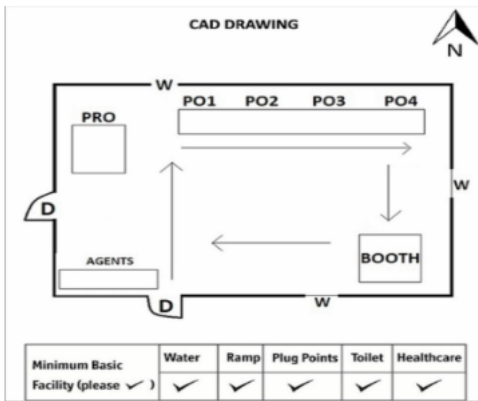 CAD DRAWING
N
W
PO1 PO2 PO3 PO4
PRO
W
D
BOOTH
AGENTS
D
W
Minimum Basic Facility (please ✓ )
Water Ramp Plug Points Toilet Healthcare
✓ ✓ ✓ ✓ ✓